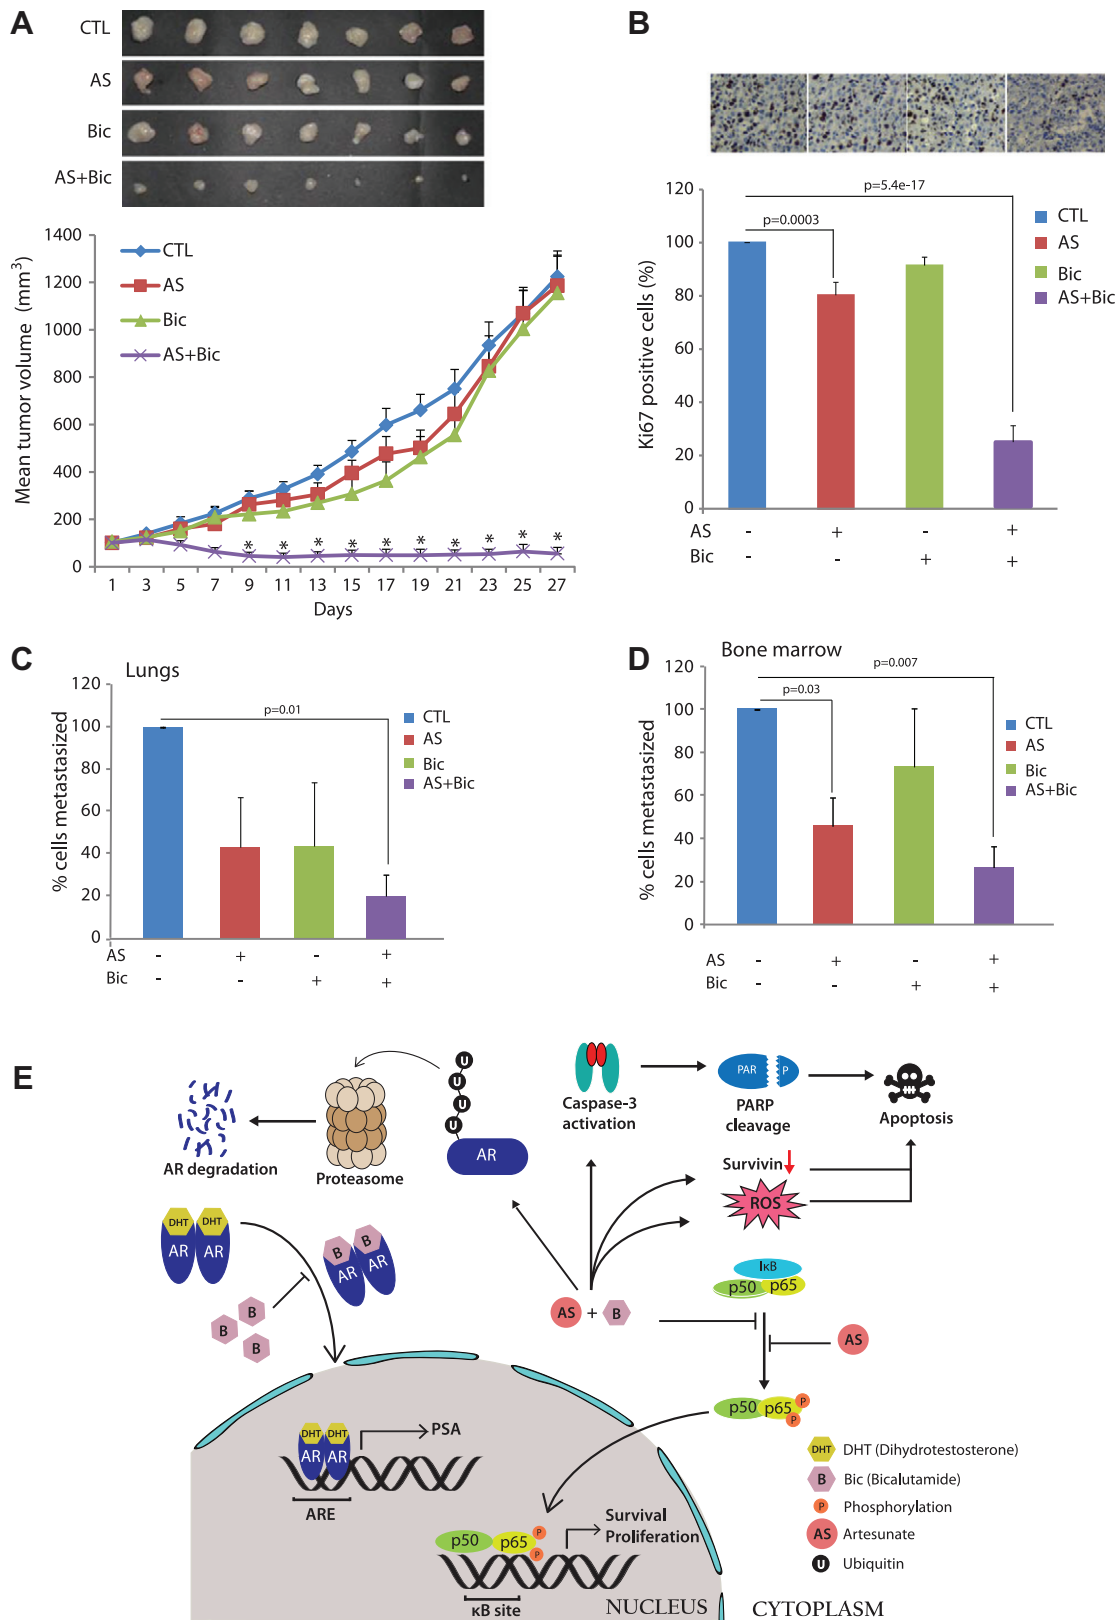 A
CTL
AS
Bic
AS+Bic
1400
1200
1000
800
600
400
200
0
Mean tumor volume (mm³)
CTL
AS
Bic
AS+Bic
* * * * * * * * * *
1 3 5 7 9 11 13 15 17 19 21 23 25 27
Days
B
120
100
80
60
40
20
0
Ki67 positive cells (%)
p=5.4e-17
p=0.0003
CTL
AS
Bic
AS+Bic
AS - + - +
Bic - - + +
C
Lungs
120
100
80
60
40
20
0
% cells metastasized
p=0.01
CTL
AS
Bic
AS+Bic
AS - + - +
Bic - - + +
D
Bone marrow
120
100
80
60
40
20
0
% cells metastasized
p=0.007
p=0.03
CTL
AS
Bic
AS+Bic
AS - + - +
Bic - - + +
E
U
U
U
U
AR
Proteasome
AR degradation
Caspase-3
activation
PAR P
PARP
cleavage
Apoptosis
Survivin
ROS
DHT DHT
AR AR
B B
AR AR
B
B
B
AS + B
IκB
p50 p65
AS
p50 p65 P
P
DHT DHT
AR AR
PSA
ARE
p50 p65 P
P
Survival
Proliferation
κB site
NUCLEUS
CYTOPLASM
DHT DHT (Dihydrotestosterone)
B Bic (Bicalutamide)
P Phosphorylation
AS Artesunate
U Ubiquitin